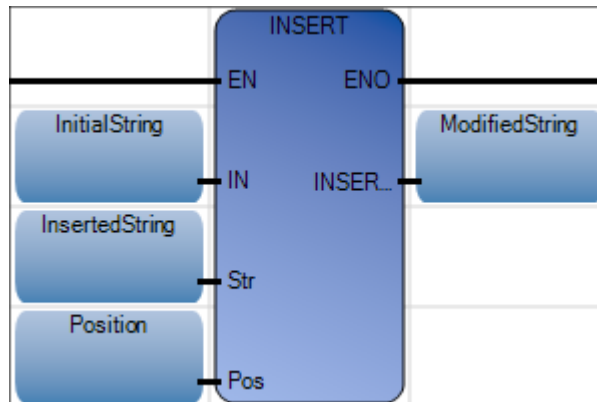 INSERT
EN ENO
InitialString ModifiedString
IN INSER...
InsertedString
Str
Position
Pos